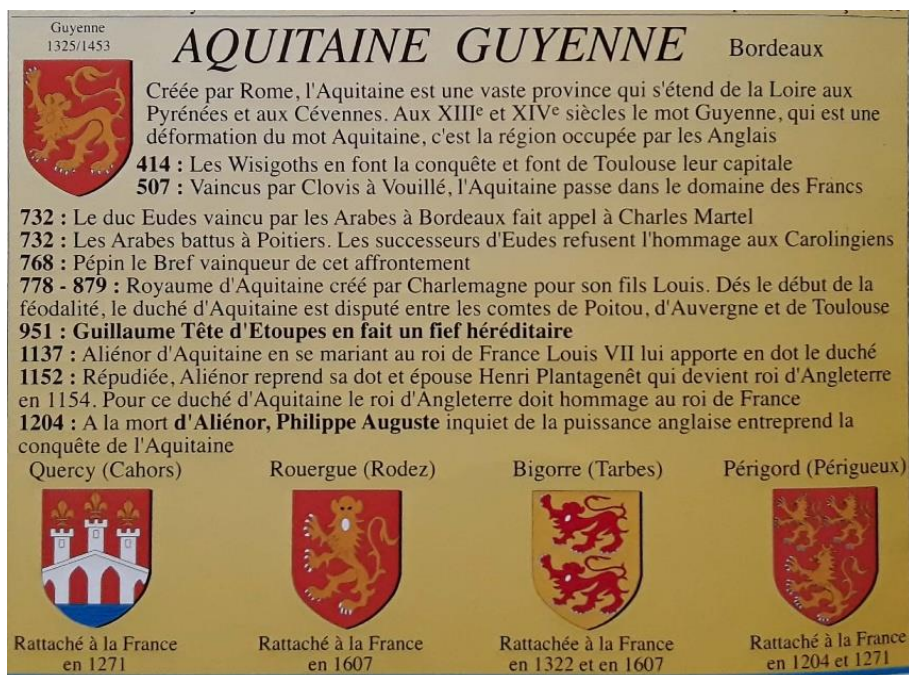 Guyenne
1325/1453
AQUITAINE GUYENNE Bordeaux
Créée par Rome, l'Aquitaine est une vaste province qui s'étend de la Loire aux
Pyrénées et aux Cévennes. Aux XIIIe et XIVe siècles le mot Guyenne, qui est une
déformation du mot Aquitaine, c'est la région occupée par les Anglais
414 : Les Wisigoths en font la conquête et font de Toulouse leur capitale
507 : Vaincus par Clovis à Vouillé, l'Aquitaine passe dans le domaine des Francs
732 : Le duc Eudes vaincu par les Arabes à Bordeaux fait appel à Charles Martel
732 : Les Arabes battus à Poitiers. Les successeurs d'Eudes refusent l'hommage aux Carolingiens
768 : Pépin le Bref vainqueur de cet affrontement
778 - 879 : Royaume d'Aquitaine créé par Charlemagne pour son fils Louis. Dés le début de la
féodalité, le duché d'Aquitaine est disputé entre les comtes de Poitou, d'Auvergne et de Toulouse
951 : Guillaume Tête d'Etoupes en fait un fief héréditaire
1137 : Aliénor d'Aquitaine en se mariant au roi de France Louis VII lui apporte en dot le duché
1152 : Répudiée, Aliénor reprend sa dot et épouse Henri Plantagenêt qui devient roi d'Angleterre
en 1154. Pour ce duché d'Aquitaine le roi d'Angleterre doit hommage au roi de France
1204 : A la mort d'Aliénor, Philippe Auguste inquiet de la puissance anglaise entreprend la
conquête de l'Aquitaine
Quercy (Cahors) Rouergue (Rodez) Bigorre (Tarbes) Périgord (Périgueux)
Rattaché à la France Rattaché à la France Rattachée à la France Rattaché à la France
en 1271 en 1607 en 1322 et en 1607 en 1204 et 1271